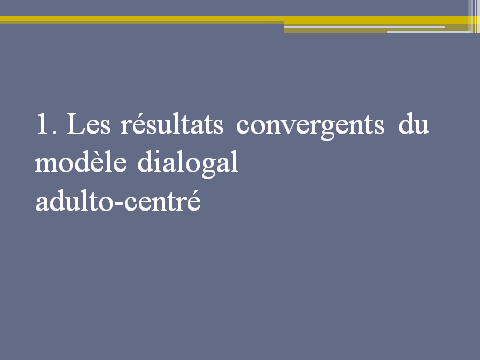 1. Les résultats convergents du
modèle dialogal
adulto-centré